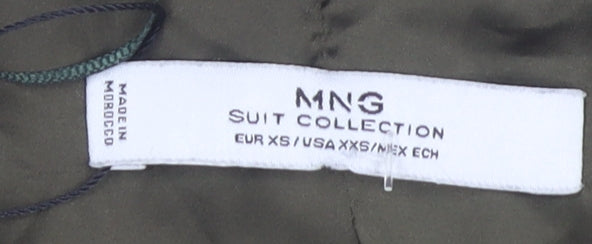 MADE IN
MOROCCO
MNG
SUIT COLLECTION
EUR XS / USA XXS / MEX ECH